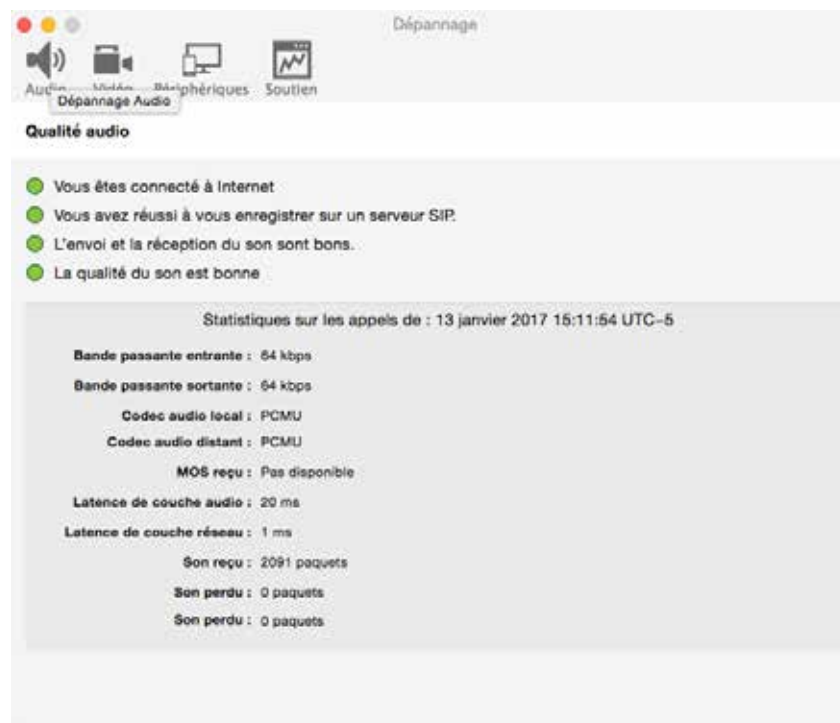 Dépannage
Audio Vidéo Périphériques Soutien
Dépannage Audio
Qualité audio
Vous êtes connecté à Internet
Vous avez réussi à vous enregistrer sur un serveur SIP.
L'envoi et la réception du son sont bons.
La qualité du son est bonne
Statistiques sur les appels de : 13 janvier 2017 15:11:54 UTC-5
Bande passante entrante : 64 kbps
Bande passante sortante : 64 kbps
Codec audio local : PCMU
Codec audio distant : PCMU
MOS reçu : Pas disponible
Latence de couche audio : 20 ms
Latence de couche réseau : 1 ms
Son reçu : 2091 paquets
Son perdu : 0 paquets
Son perdu : 0 paquets